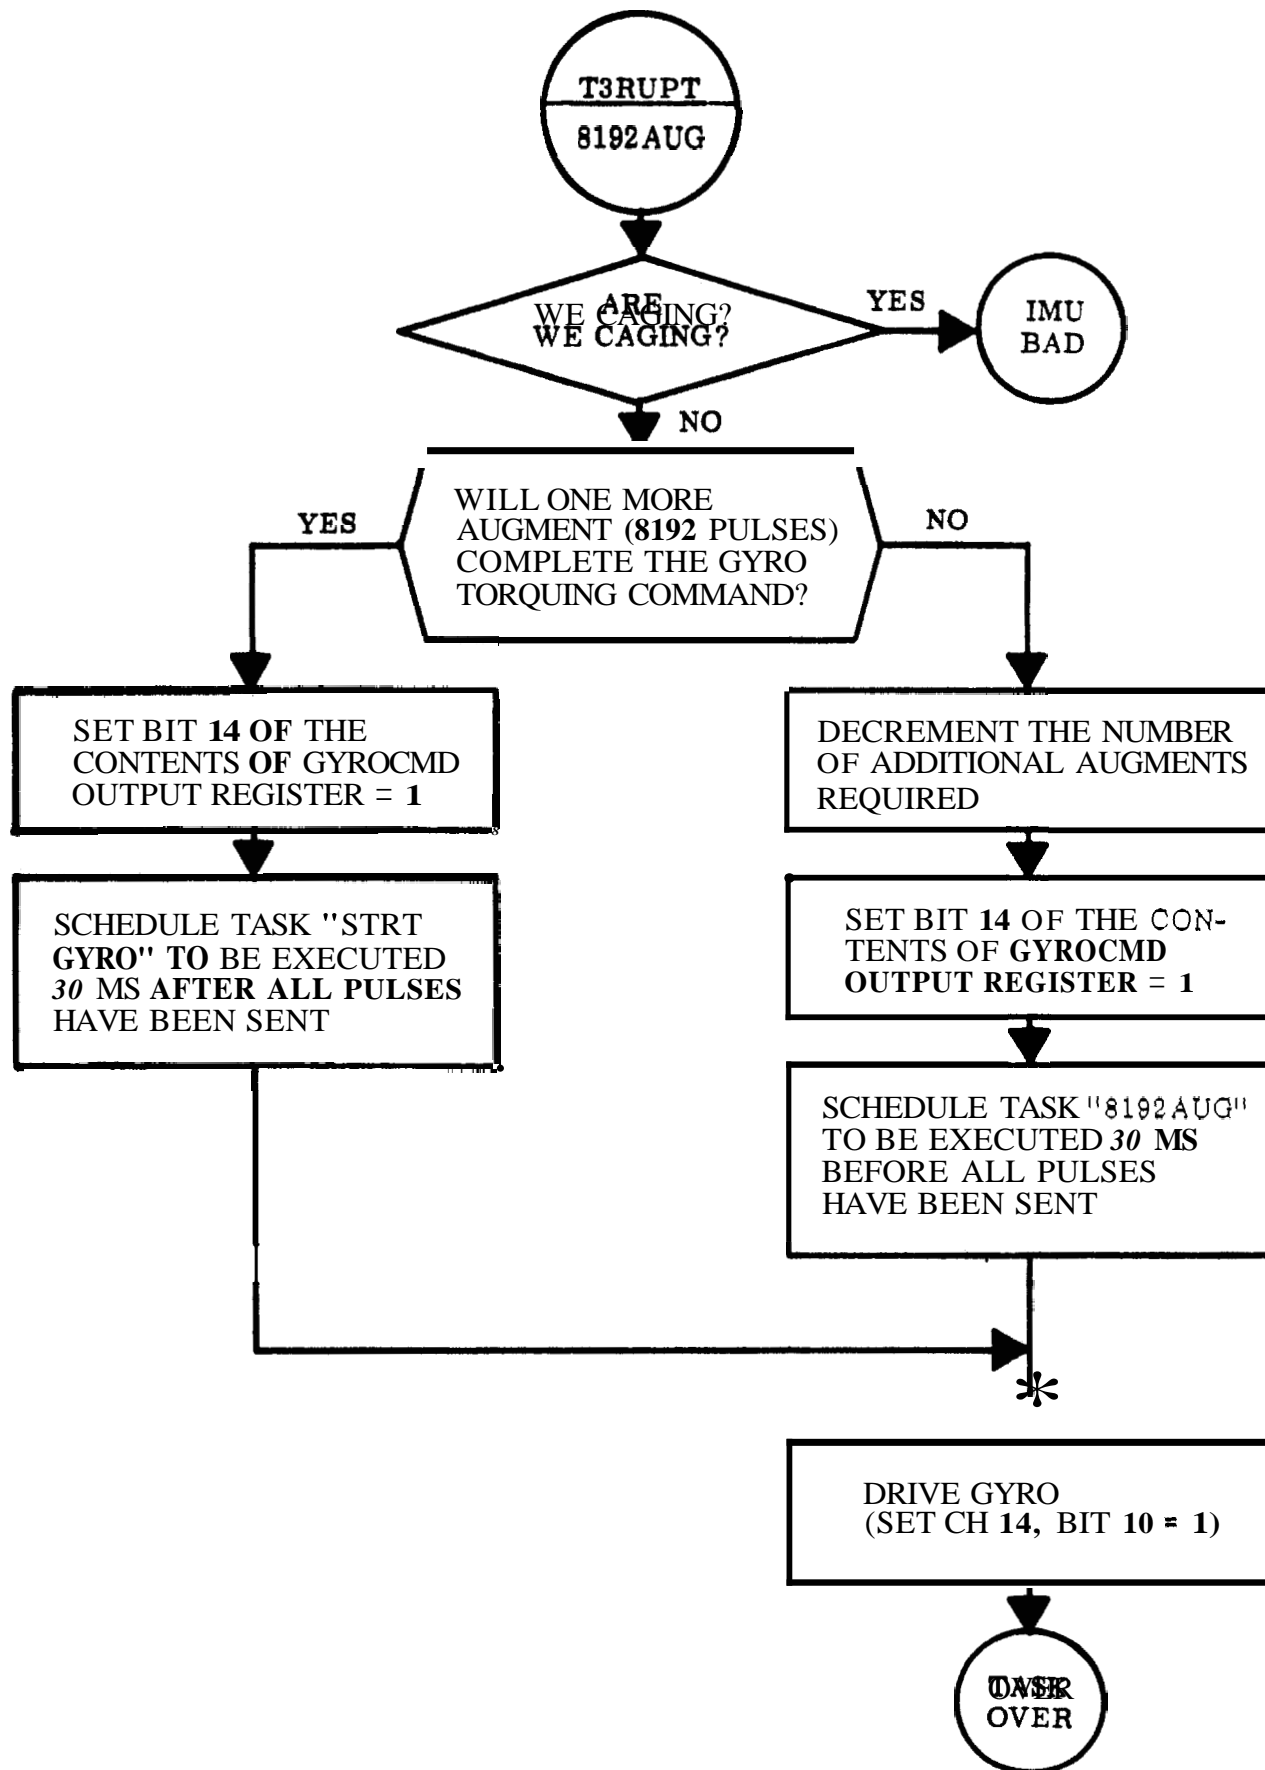 T3RUPT
8192AUG
ARE
WE CAGING?
YES
IMU
BAD
NO
WILL ONE MORE
AUGMENT (8192 PULSES)
COMPLETE THE GYRO
TORQUING COMMAND?
YES
NO
SET BIT 14 OF THE
CONTENTS OF GYROCMD
OUTPUT REGISTER = 1
SCHEDULE TASK "STRT
GYRO" TO BE EXECUTED
30 MS AFTER ALL PULSES
HAVE BEEN SENT
DECREMENT THE NUMBER
OF ADDITIONAL AUGMENTS
REQUIRED
SET BIT 14 OF THE CON-
TENTS OF GYROCMD
OUTPUT REGISTER = 1
SCHEDULE TASK "8192AUG"
TO BE EXECUTED 30 MS
BEFORE ALL PULSES
HAVE BEEN SENT
*
DRIVE GYRO
(SET CH 14, BIT 10 = 1)
TASK
OVER